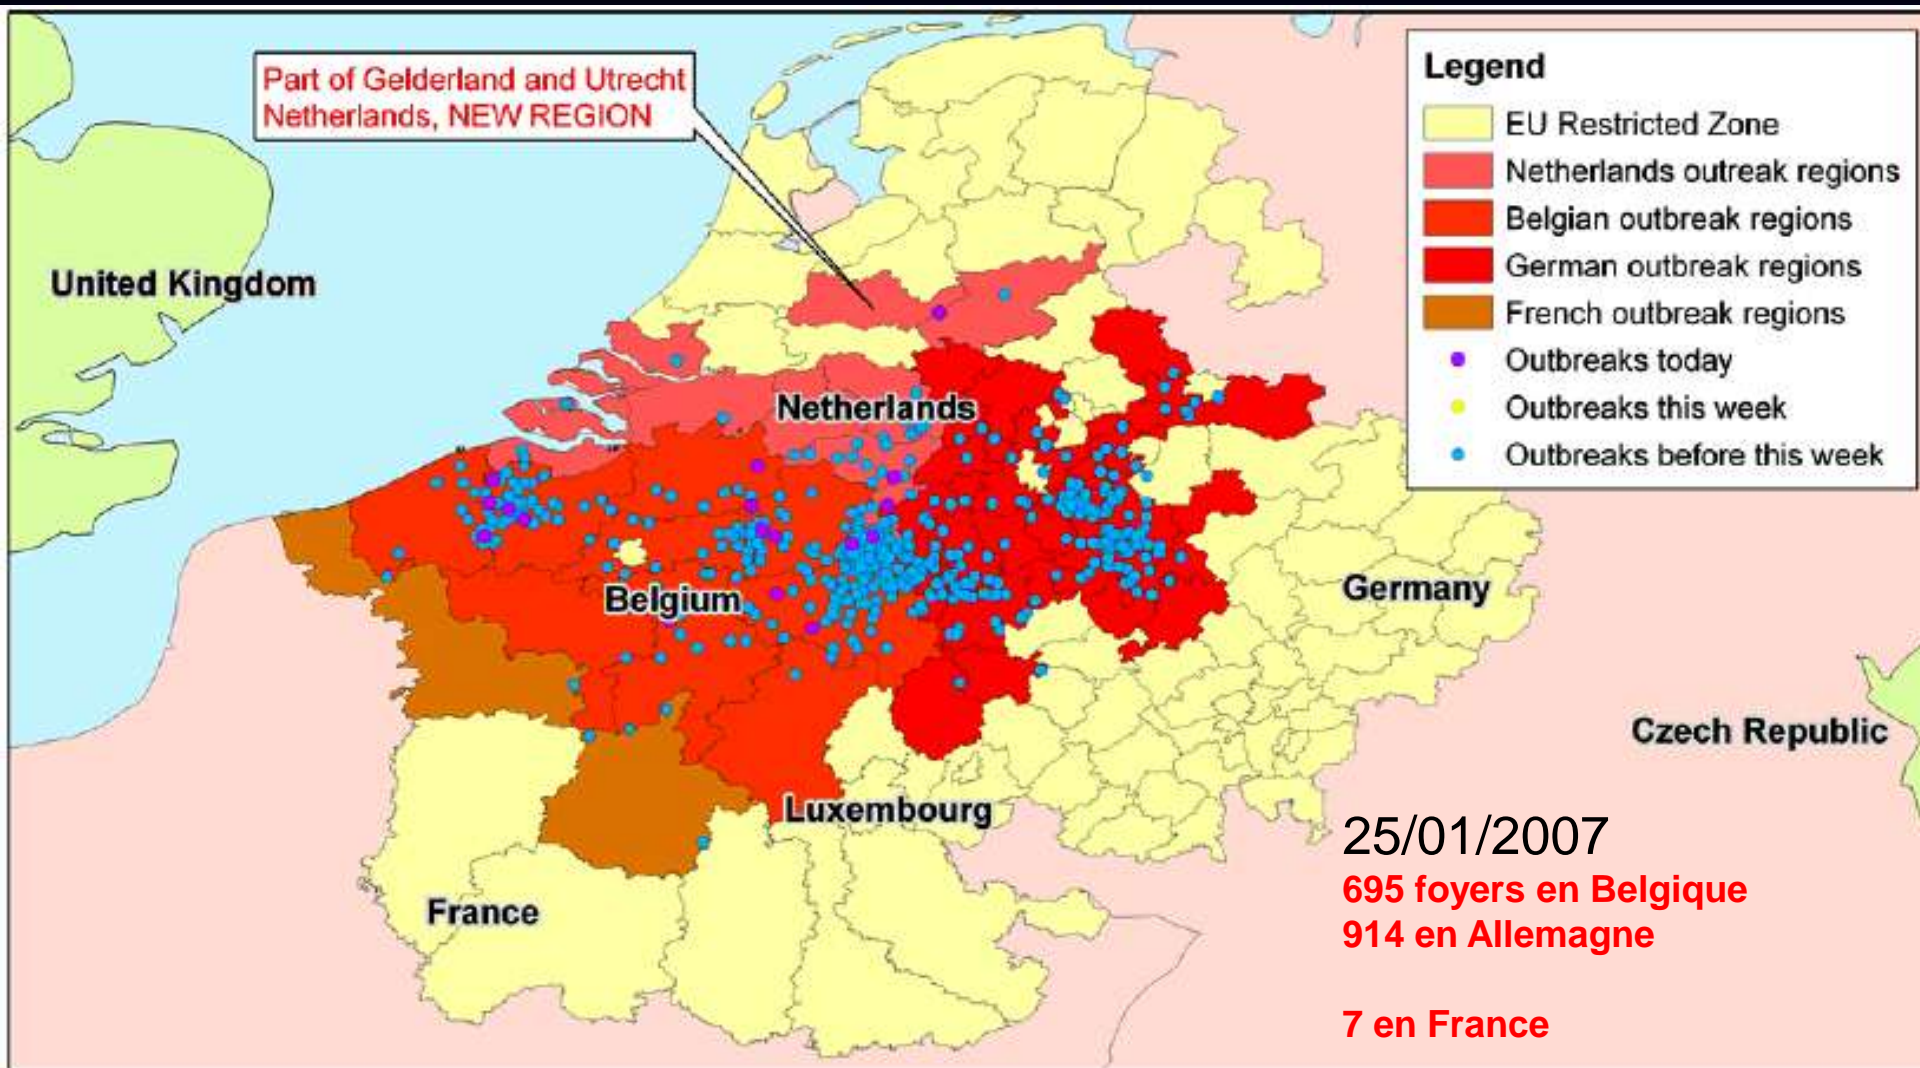 Part of Gelderland and Utrecht
Netherlands, NEW REGION
Legend
EU Restricted Zone
Netherlands outreak regions
Belgian outbreak regions
German outbreak regions
French outbreak regions
Outbreaks today
Outbreaks this week
Outbreaks before this week
United Kingdom
Netherlands
Belgium
Germany
Czech Republic
Luxembourg
France
25/01/2007
695 foyers en Belgique
914 en Allemagne
7 en France